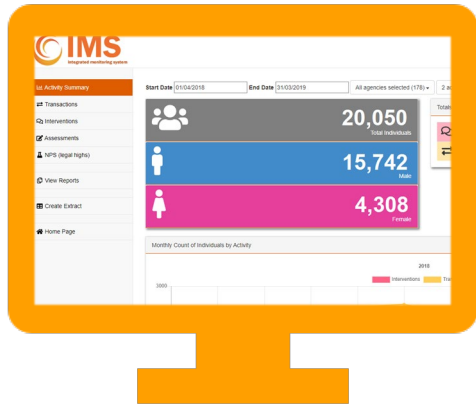 IMS
integrated monitoring system
Activity Summary
Transactions
Interventions
Assessments
NPS (legal highs)
View Reports
Create Extract
Home Page
Start Date 01/04/2018 End Date 31/03/2019 All agencies selected (178) 2 a
20,050
Total Individuals
15,742
Male
4,308
Female
Totals
Monthly Count of Individuals by Activity
2018
Interventions Tra